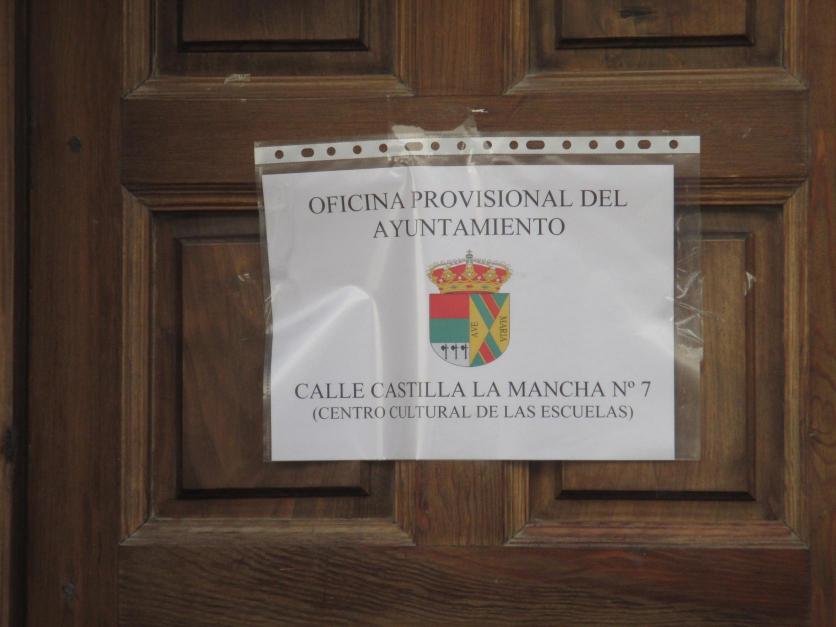 OFICINA PROVISIONAL DEL
AYUNTAMIENTO
AVE MARIA
CALLE CASTILLA LA MANCHA Nº 7
(CENTRO CULTURAL DE LAS ESCUELAS)